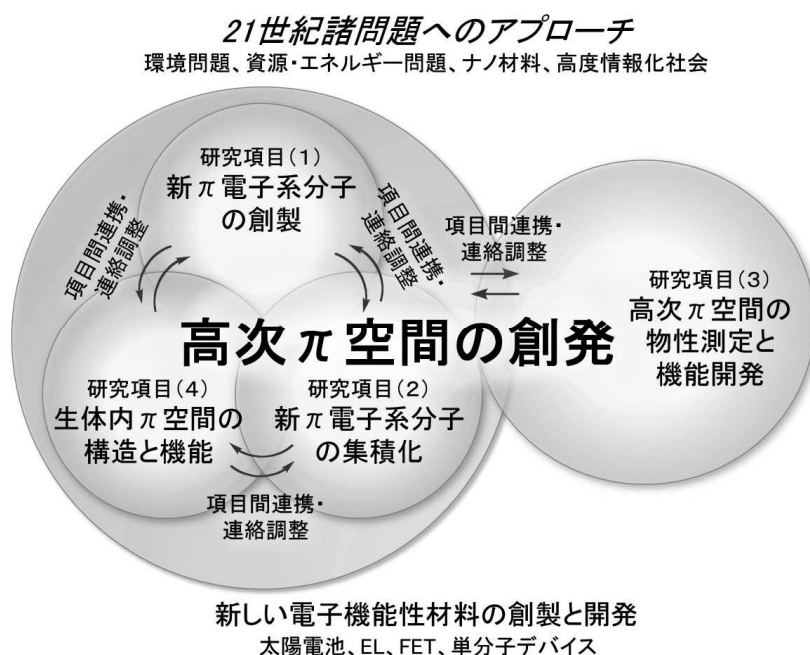 21世紀諸問題へのアプローチ
環境問題、資源・エネルギー問題、ナノ材料、高度情報化社会
研究項目(1)
新π電子系分子
の創製
項目間連携・
連絡調整
項目間連携・
連絡調整
項目間連携・
連絡調整
研究項目(3)
高次π空間の
物性測定と
機能開発
高次π空間の創発
研究項目(4)
生体内π空間の
構造と機能
研究項目(2)
新π電子系分子
の集積化
項目間連携・
連絡調整
新しい電子機能性材料の創製と開発
太陽電池、EL、FET、単分子デバイス